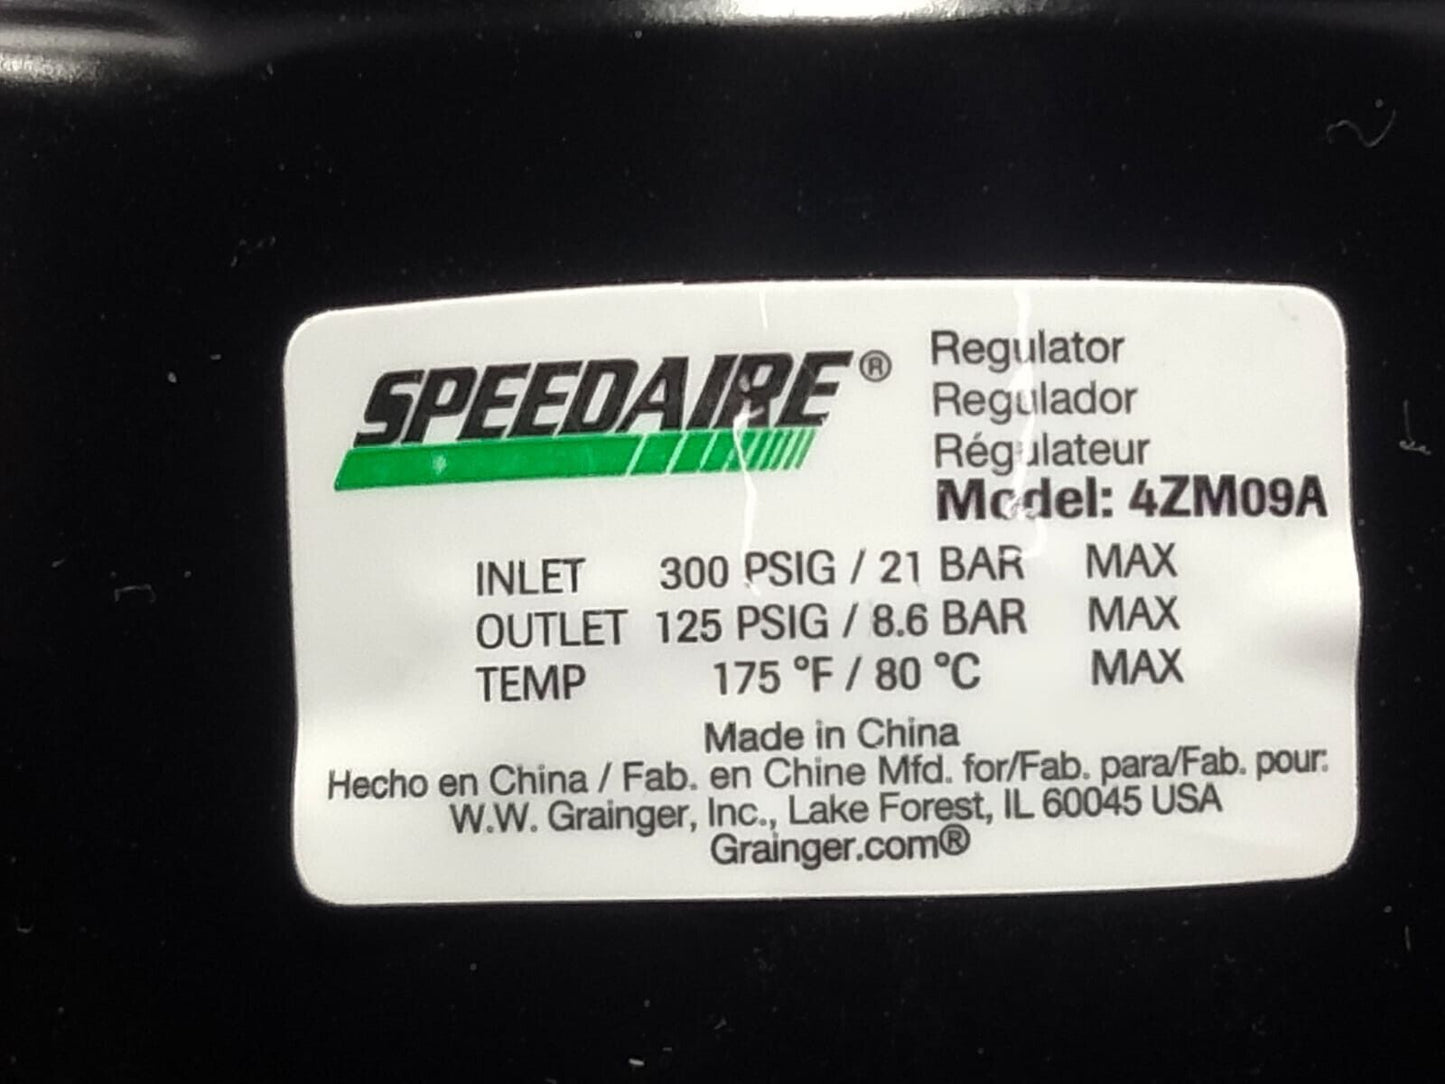 SPEEDAIRE®
Regulator
Regulador
Régulateur
Model: 4ZM09A
INLET 300 PSIG / 21 BAR MAX
OUTLET 125 PSIG / 8.6 BAR MAX
TEMP 175 °F / 80 °C MAX
Made in China
Hecho en China / Fab. en Chine Mfd. for/Fab. para/Fab. pour:
W.W. Grainger, Inc., Lake Forest, IL 60045 USA
Grainger.com®